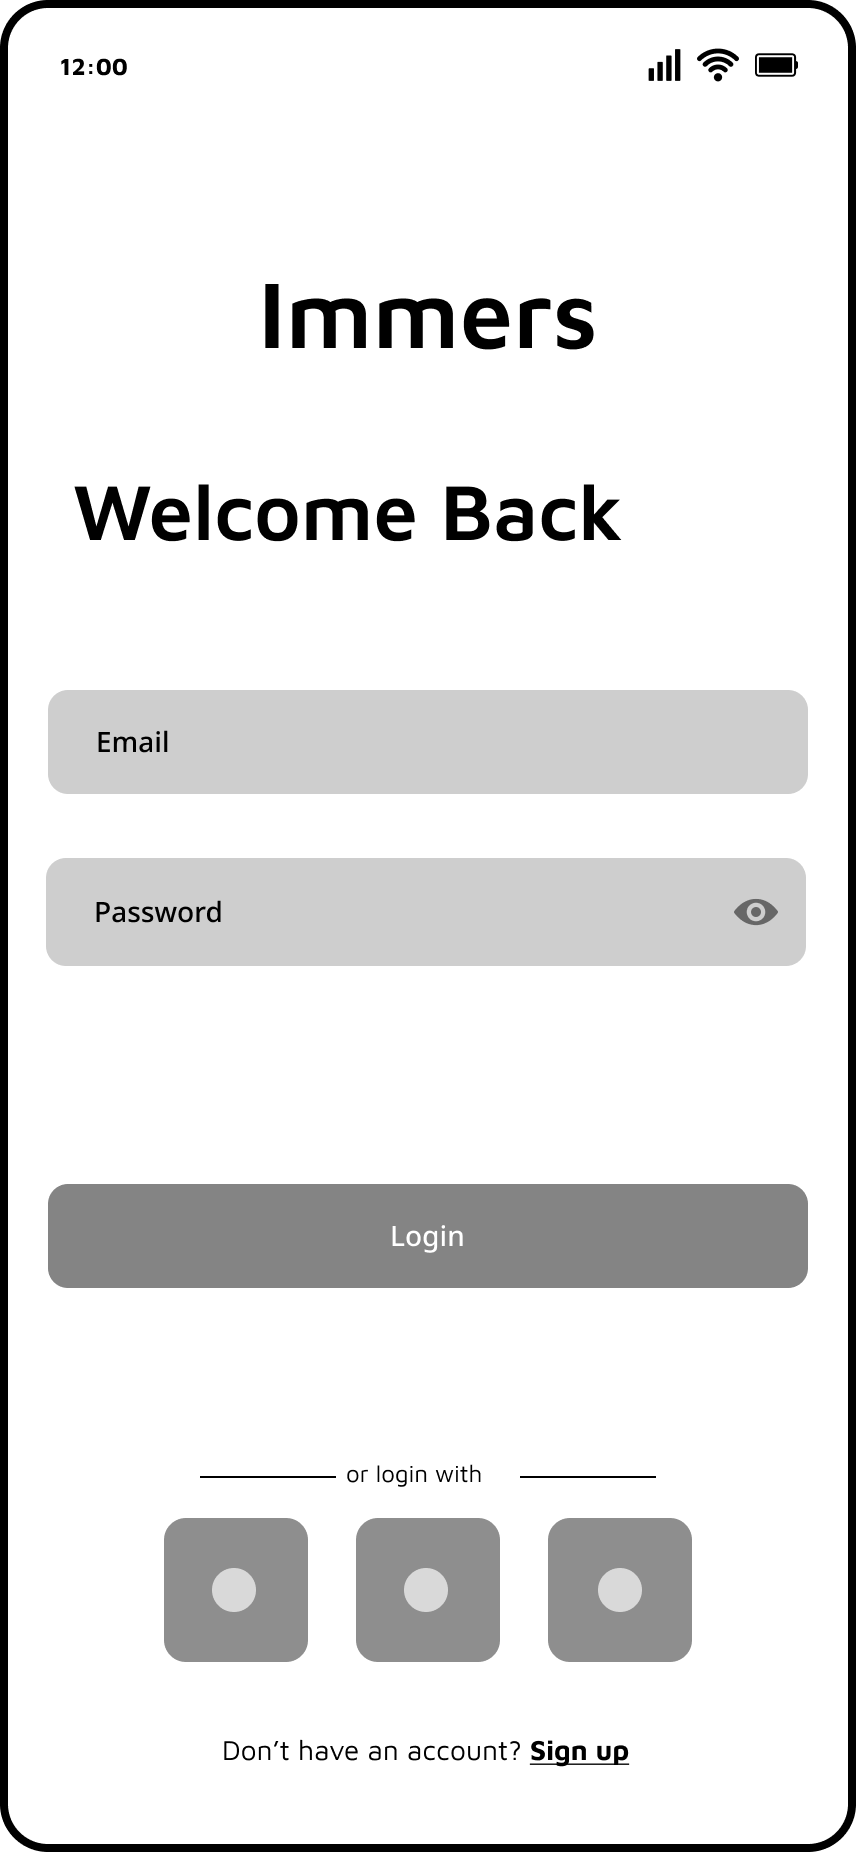 12:00
Immers
Welcome Back
Email
Password
Login
or login with
Don’t have an account? Sign up